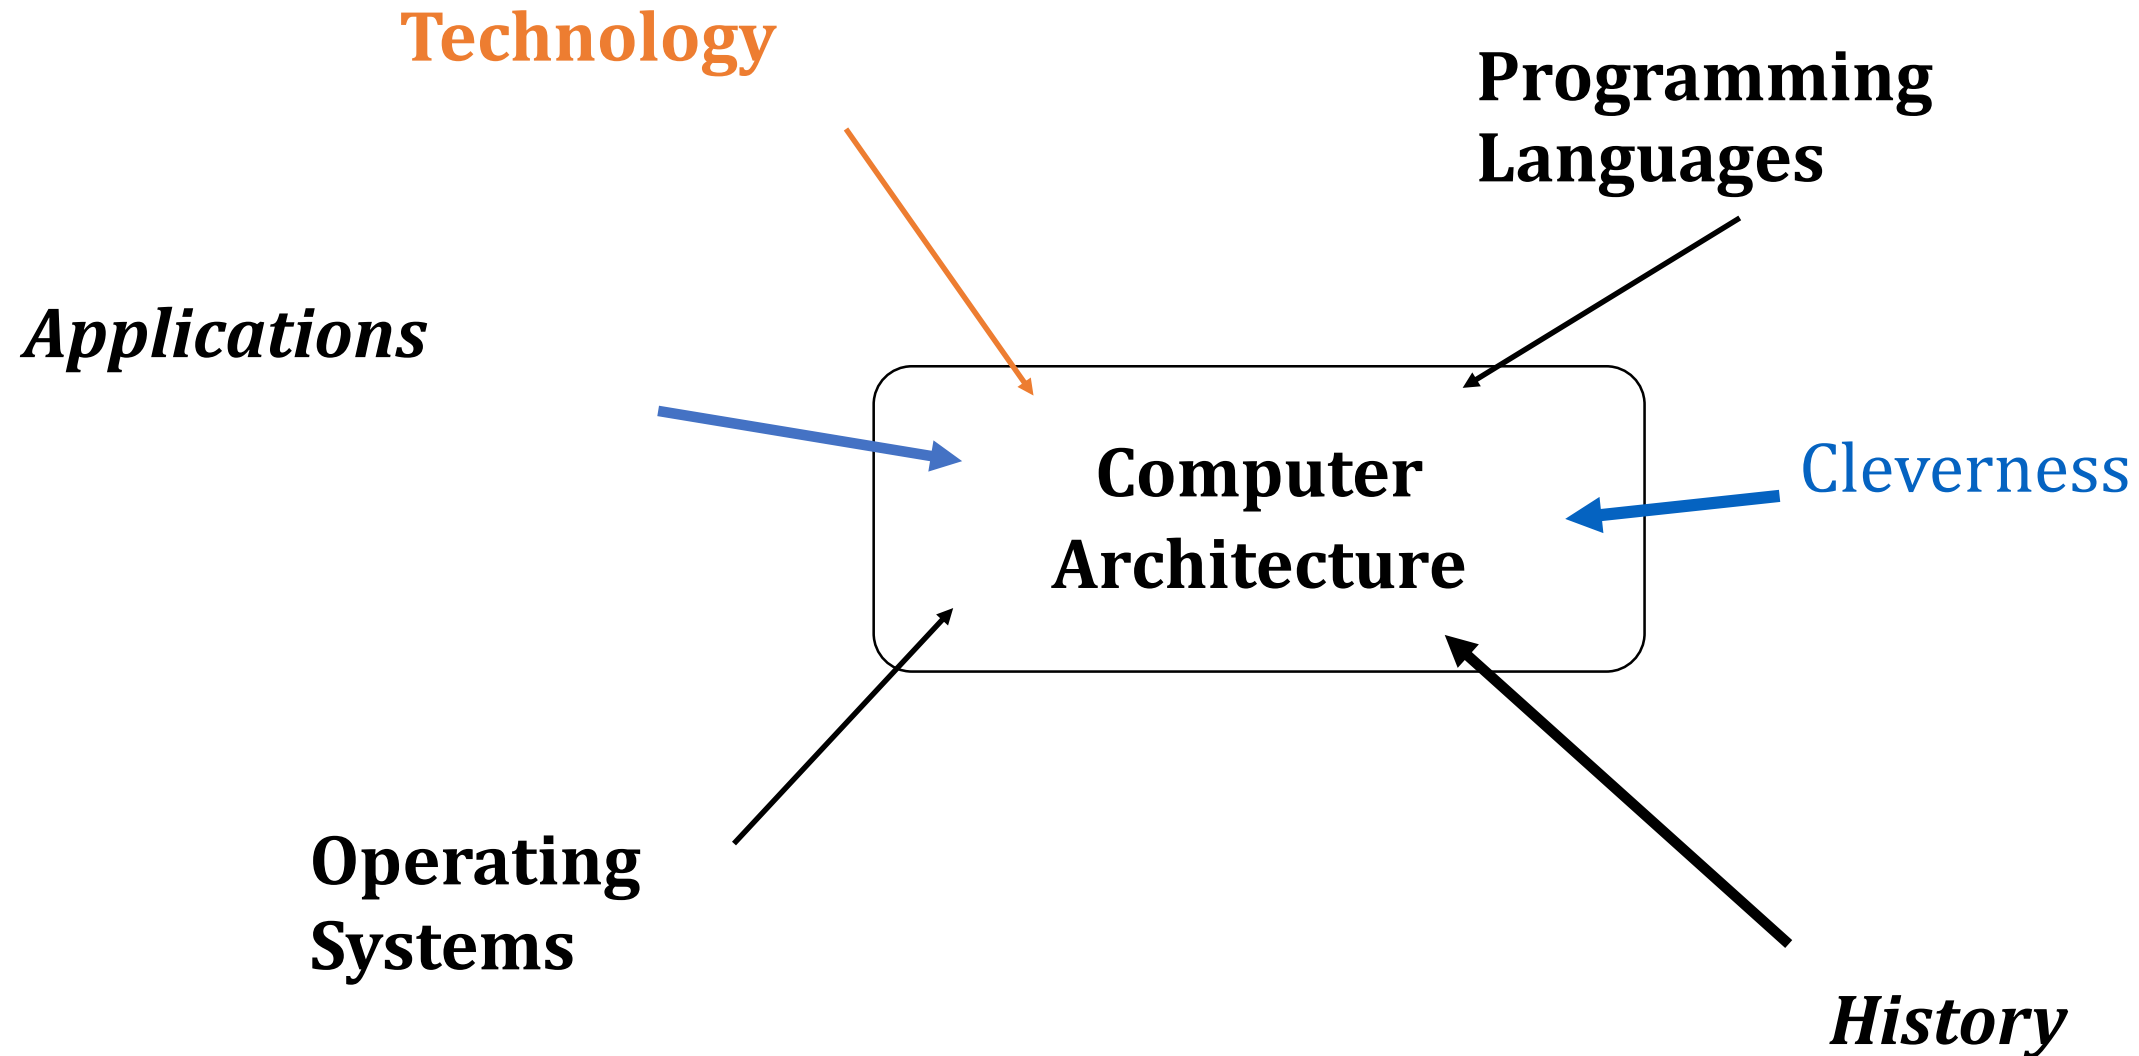 Technology
Programming
Languages
Applications
Computer
Architecture
Cleverness
Operating
Systems
History